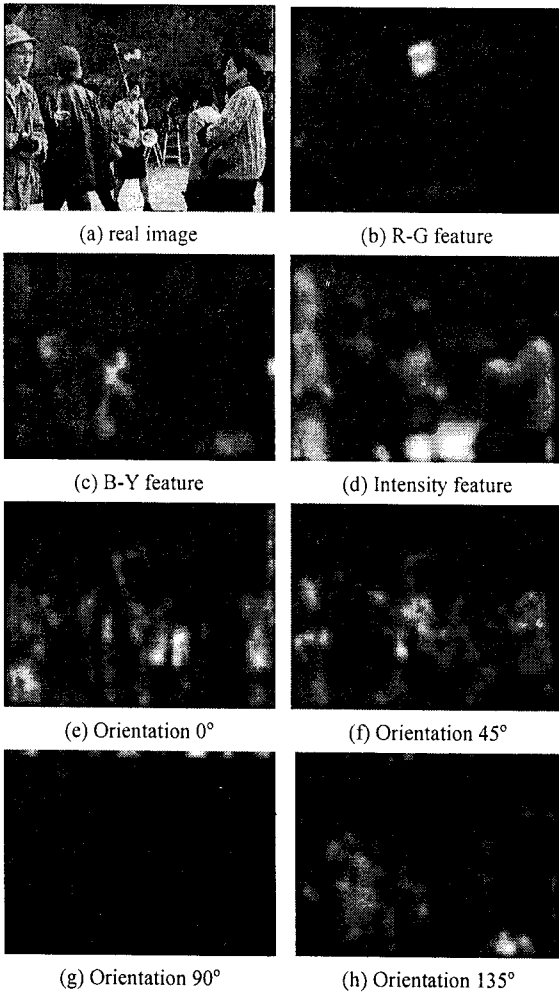 (a) real image
(b) R-G feature
(c) B-Y feature
(d) Intensity feature
(e) Orientation 0°
(f) Orientation 45°
(g) Orientation 90°
(h) Orientation 135°